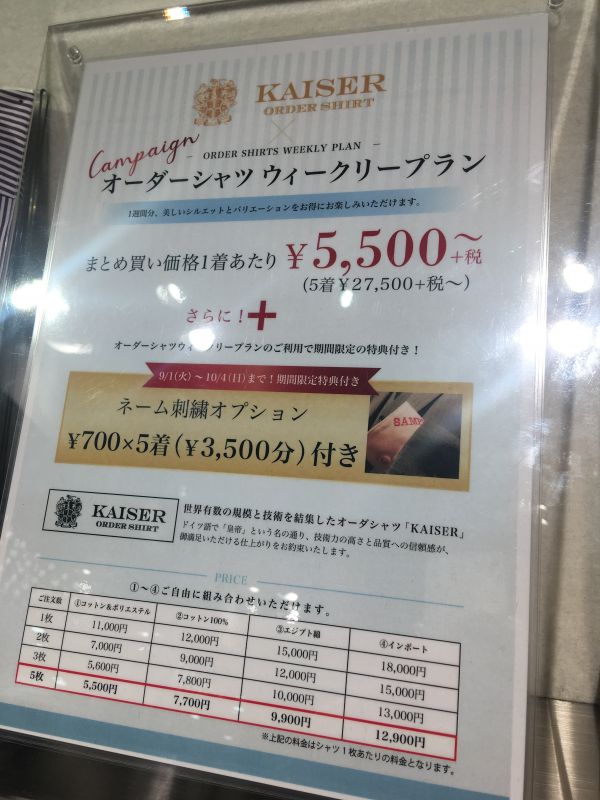 KAISER
ORDER SHIRT
×
Campaign
– ORDER SHIRTS WEEKLY PLAN –
オーダーシャツ ウィークリープラン
1週間分、美しいシルエットとバリエーションをお得にお楽しみいただけます。
まとめ買い価格1着あたり ¥5,500〜+税
(5着¥27,500+税〜)
さらに!+
オーダーシャツウィークリープランのご利用で期間限定の特典付き!
9/1(火)〜10/4(日)まで!期間限定特典付き
ネーム刺繍オプション
SAMP
¥700×5着(¥3,500分)付き
KAISER
ORDER SHIRT
世界有数の規模と技術を結集したオーダシャツ「KAISER」
ドイツ語で「皇帝」という名の通り、技術力の高さと品質への信頼感が、
御満足いただける仕上がりをお約束いたします。
PRICE
①〜④ご自由に組み合わせいただけます。
ご注文数 ①コットン&ポリエステル ②コットン100% ③エジプト綿 ④インポート
1枚 11,000円 12,000円 15,000円 18,000円
2枚 7,000円 9,000円 12,000円 15,000円
3枚 5,600円 7,800円 10,000円 13,000円
5枚 5,500円 7,700円 9,900円 12,900円
※上記の料金はシャツ1枚あたりの料金となります。